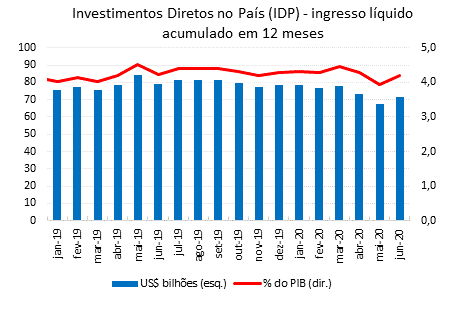 Investimentos Diretos no País (IDP) - ingresso líquido
acumulado em 12 meses
100
90
80
70
60
50
40
30
20
10
0
5,0
4,0
3,0
2,0
1,0
0,0
jan-19
fev-19
mar-19
abr-19
mai-19
jun-19
jul-19
ago-19
set-19
out-19
nov-19
dez-19
jan-20
fev-20
mar-20
abr-20
mai-20
jun-20
US$ bilhões (esq.)
% do PIB (dir.)